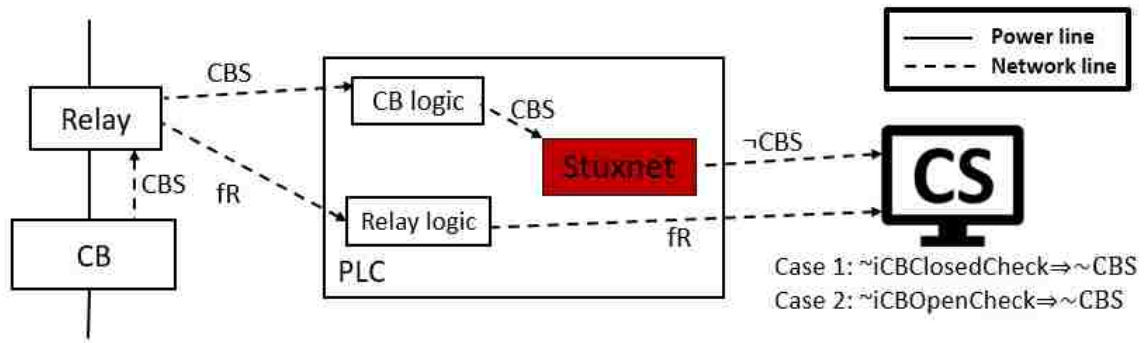 Power line
Network line
CBS
Relay
CB logic
CBS
Stuxnet
¬CBS
CS
CBS
fR
Relay logic
fR
CB
PLC
Case 1: ~iCBClosedCheck⇒~CBS
Case 2: ~iCBOpenCheck⇒~CBS